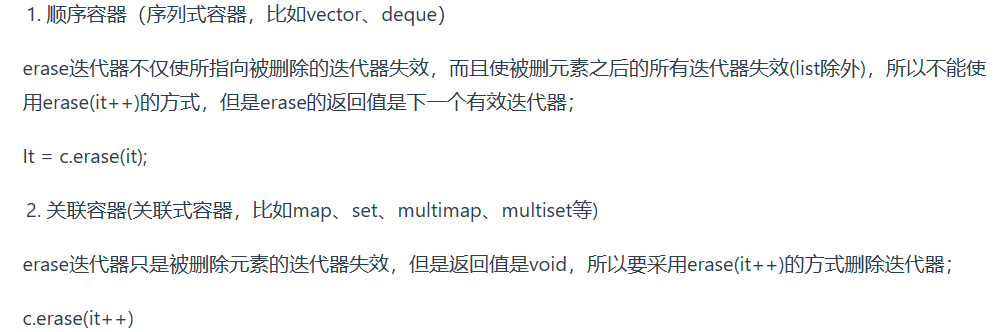 1. 顺序容器（序列式容器，比如vector、deque）
erase迭代器不仅使所指向被删除的迭代器失效，而且使被删元素之后的所有迭代器失效(list除外)，所以不能使
用erase(it++)的方式，但是erase的返回值是下一个有效迭代器；
It = c.erase(it);
2. 关联容器(关联式容器，比如map、set、multimap、multiset等)
erase迭代器只是被删除元素的迭代器失效，但是返回值是void，所以要采用erase(it++)的方式删除迭代器；
c.erase(it++)